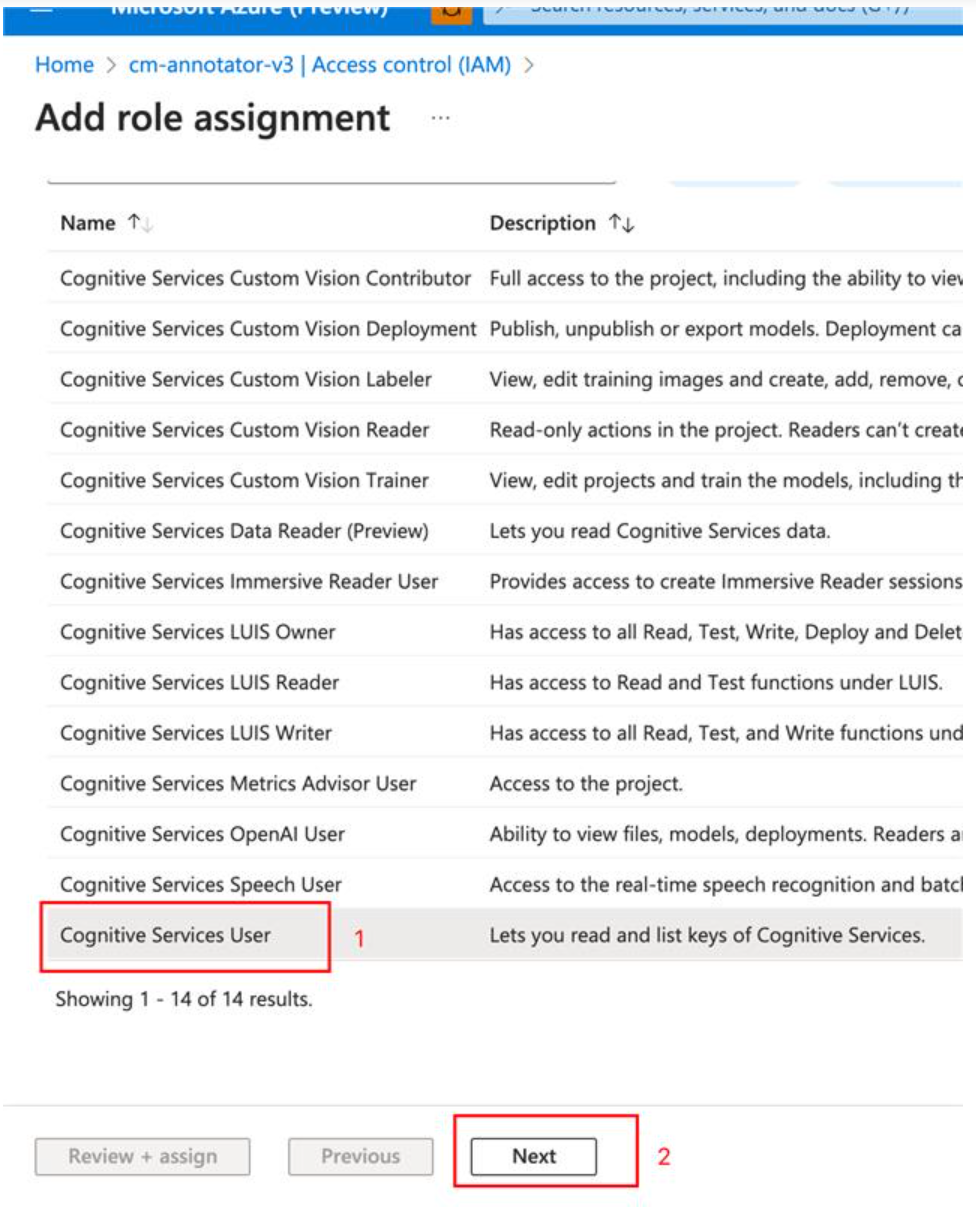 Microsoft Azure (Preview)
Search resources, services, and docs (G+/)
Home > cm-annotator-v3 | Access control (IAM) >
Add role assignment ...
Name ↑↓ Description ↑↓
Cognitive Services Custom Vision Contributor Full access to the project, including the ability to view
Cognitive Services Custom Vision Deployment Publish, unpublish or export models. Deployment ca
Cognitive Services Custom Vision Labeler View, edit training images and create, add, remove,
Cognitive Services Custom Vision Reader Read-only actions in the project. Readers can't create
Cognitive Services Custom Vision Trainer View, edit projects and train the models, including th
Cognitive Services Data Reader (Preview) Lets you read Cognitive Services data.
Cognitive Services Immersive Reader User Provides access to create Immersive Reader sessions
Cognitive Services LUIS Owner Has access to all Read, Test, Write, Deploy and Delet
Cognitive Services LUIS Reader Has access to Read and Test functions under LUIS.
Cognitive Services LUIS Writer Has access to all Read, Test, and Write functions und
Cognitive Services Metrics Advisor User Access to the project.
Cognitive Services OpenAI User Ability to view files, models, deployments. Readers a
Cognitive Services Speech User Access to the real-time speech recognition and batch
Cognitive Services User 1 Lets you read and list keys of Cognitive Services.
Showing 1 - 14 of 14 results.
Review + assign Previous Next 2